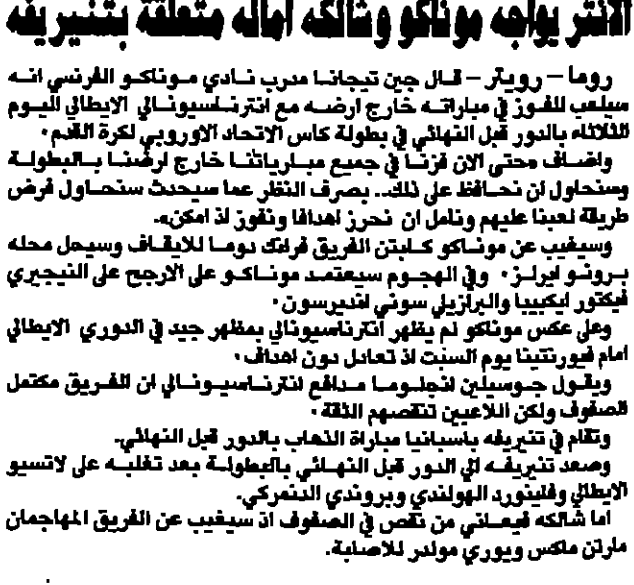 الانتر يواجه موناكو وشالكه اماله متعلقة بتنيريفه
روما – رويتر – قال جين تيجانا مدرب نادي موناكو الفرنسي انه
سيلعب للفوز في مباراته خارج ارضه مع انترناسيونالي الايطالي اليوم
الثلاثاء بالدور قبل النهائي في بطولة كاس الاتحاد الاوروبي لكرة القدم.
واضاف «حتى الان فزنا في جميع مبارياتنا خارج ارضنا بالبطولة
وسنحاول ان نحافظ على ذلك.. بصرف النظر عما سيحدث سنحاول فرض
طريقة لعبنا عليهم ونامل ان نحرز اهدافا ونفوز اذ امكن».
وسيغيب عن موناكو كابتن الفريق فرانك دوما للايقاف وسيحل محله
برونو ايرلز. وفي الهجوم سيعتمد موناكو على الارجح على النيجيري
فيكتور ايكيبيا والبرازيلي سوني اندرسون.
وعلى عكس موناكو لم يظهر انترناسيونالي بمظهر جيد في الدوري الايطالي
امام فيورنتينا يوم السبت اذ تعادل بدون اهداف.
ويقول جوسيلين انجلوما مدافع انترناسيونالي ان الفريق مكتمل
الصفوف ولكن اللاعبين تنقصهم الثقة.
وتقام في تنيريفه باسبانيا مباراة الذهاب بالدور قبل النهائي.
وصعد تنيريفه الي الدور قبل النهائي بالبطولة بعد تغلبه على لاتسيو
الايطالي وفلينورد الهولندي وبروندي الدنمركي.
اما شالكه فيعاني من نقص في الصفوف اذ سيغيب عن الفريق المهاجمان
مارتن ماكس ويوري مولدر للاصابة.